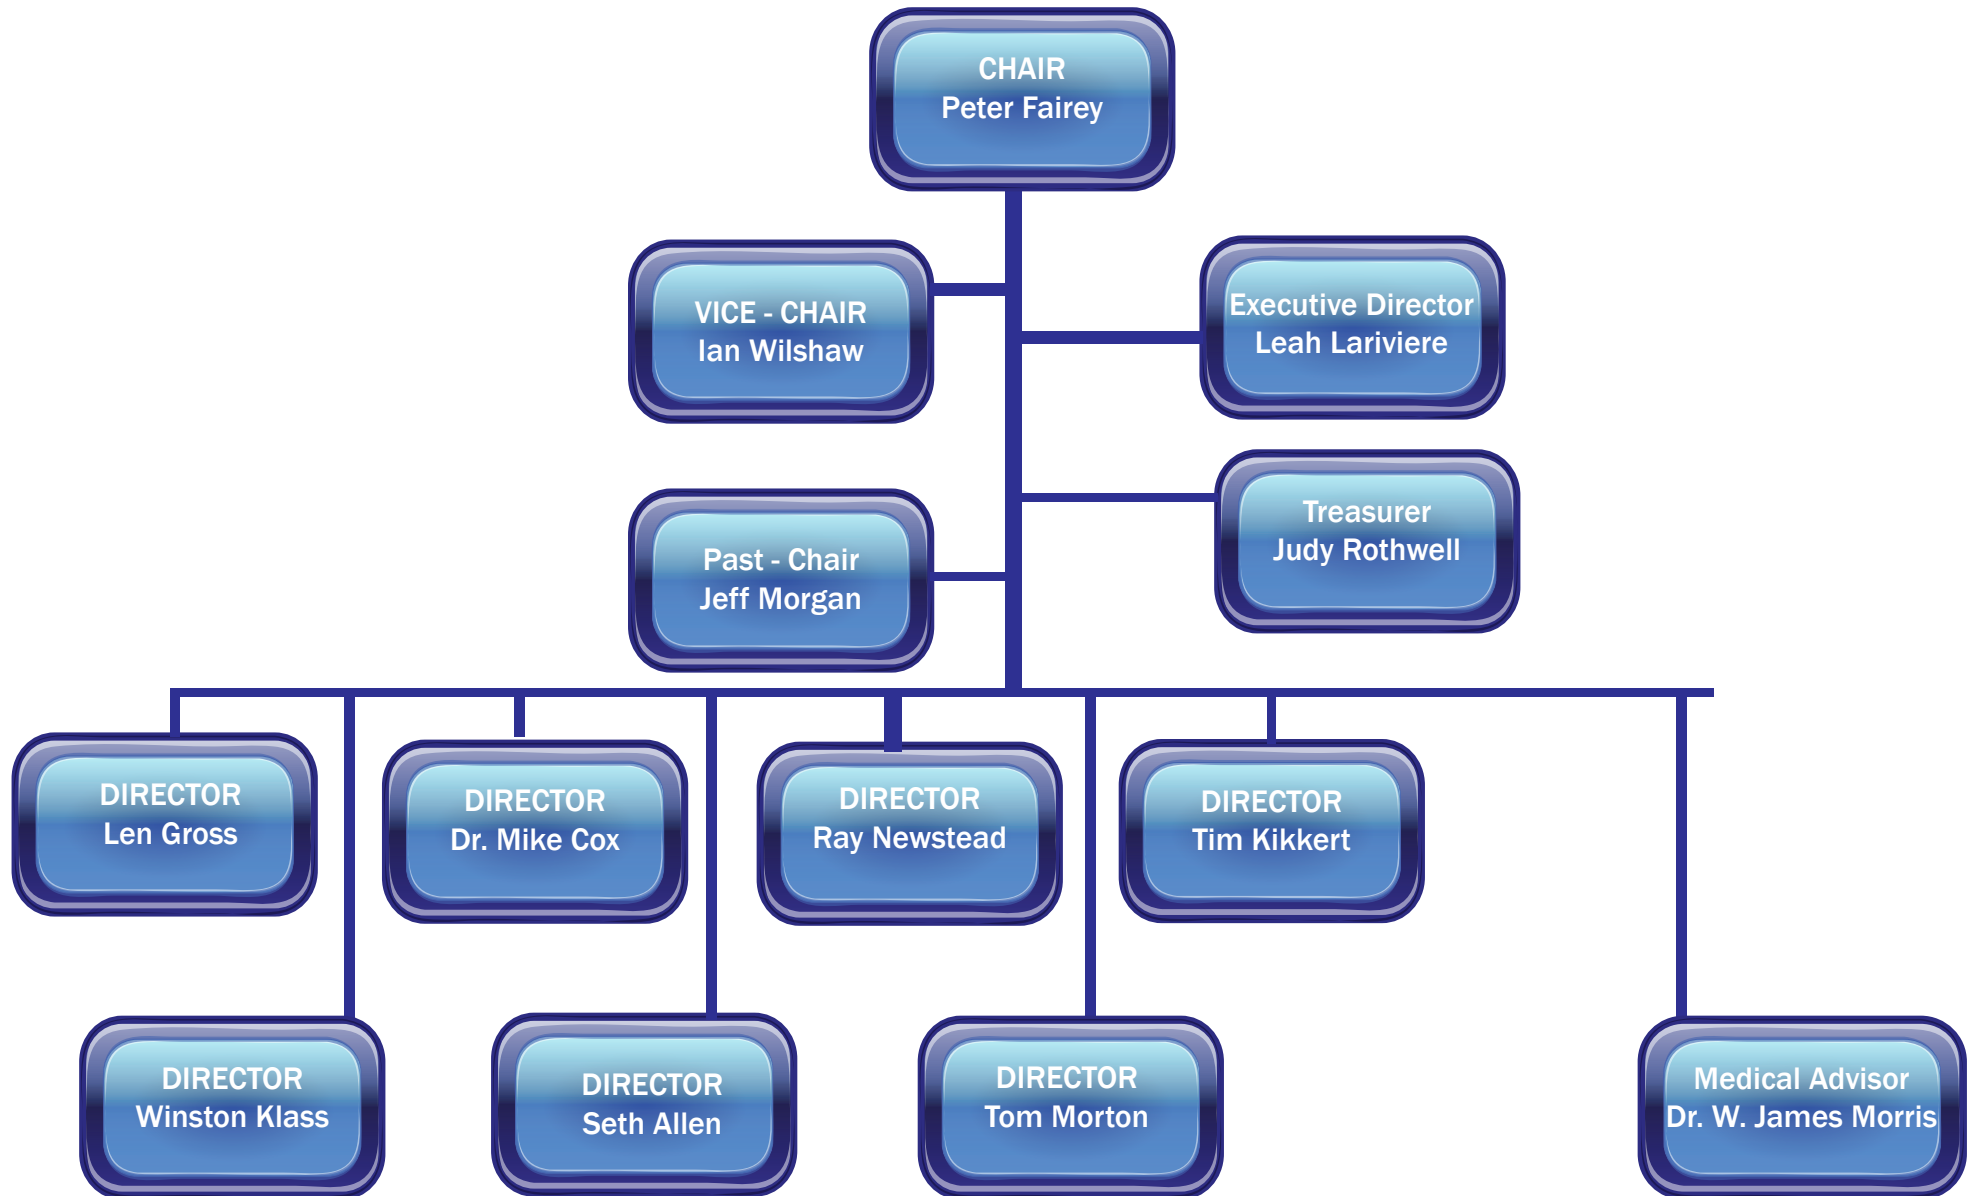 CHAIR
Peter Fairey
VICE - CHAIR
Ian Wilshaw
Executive Director
Leah Lariviere
Past - Chair
Jeff Morgan
Treasurer
Judy Rothwell
DIRECTOR
Len Gross
DIRECTOR
Dr. Mike Cox
DIRECTOR
Ray Newstead
DIRECTOR
Tim Kikkert
DIRECTOR
Winston Klass
DIRECTOR
Seth Allen
DIRECTOR
Tom Morton
Medical Advisor
Dr. W. James Morris